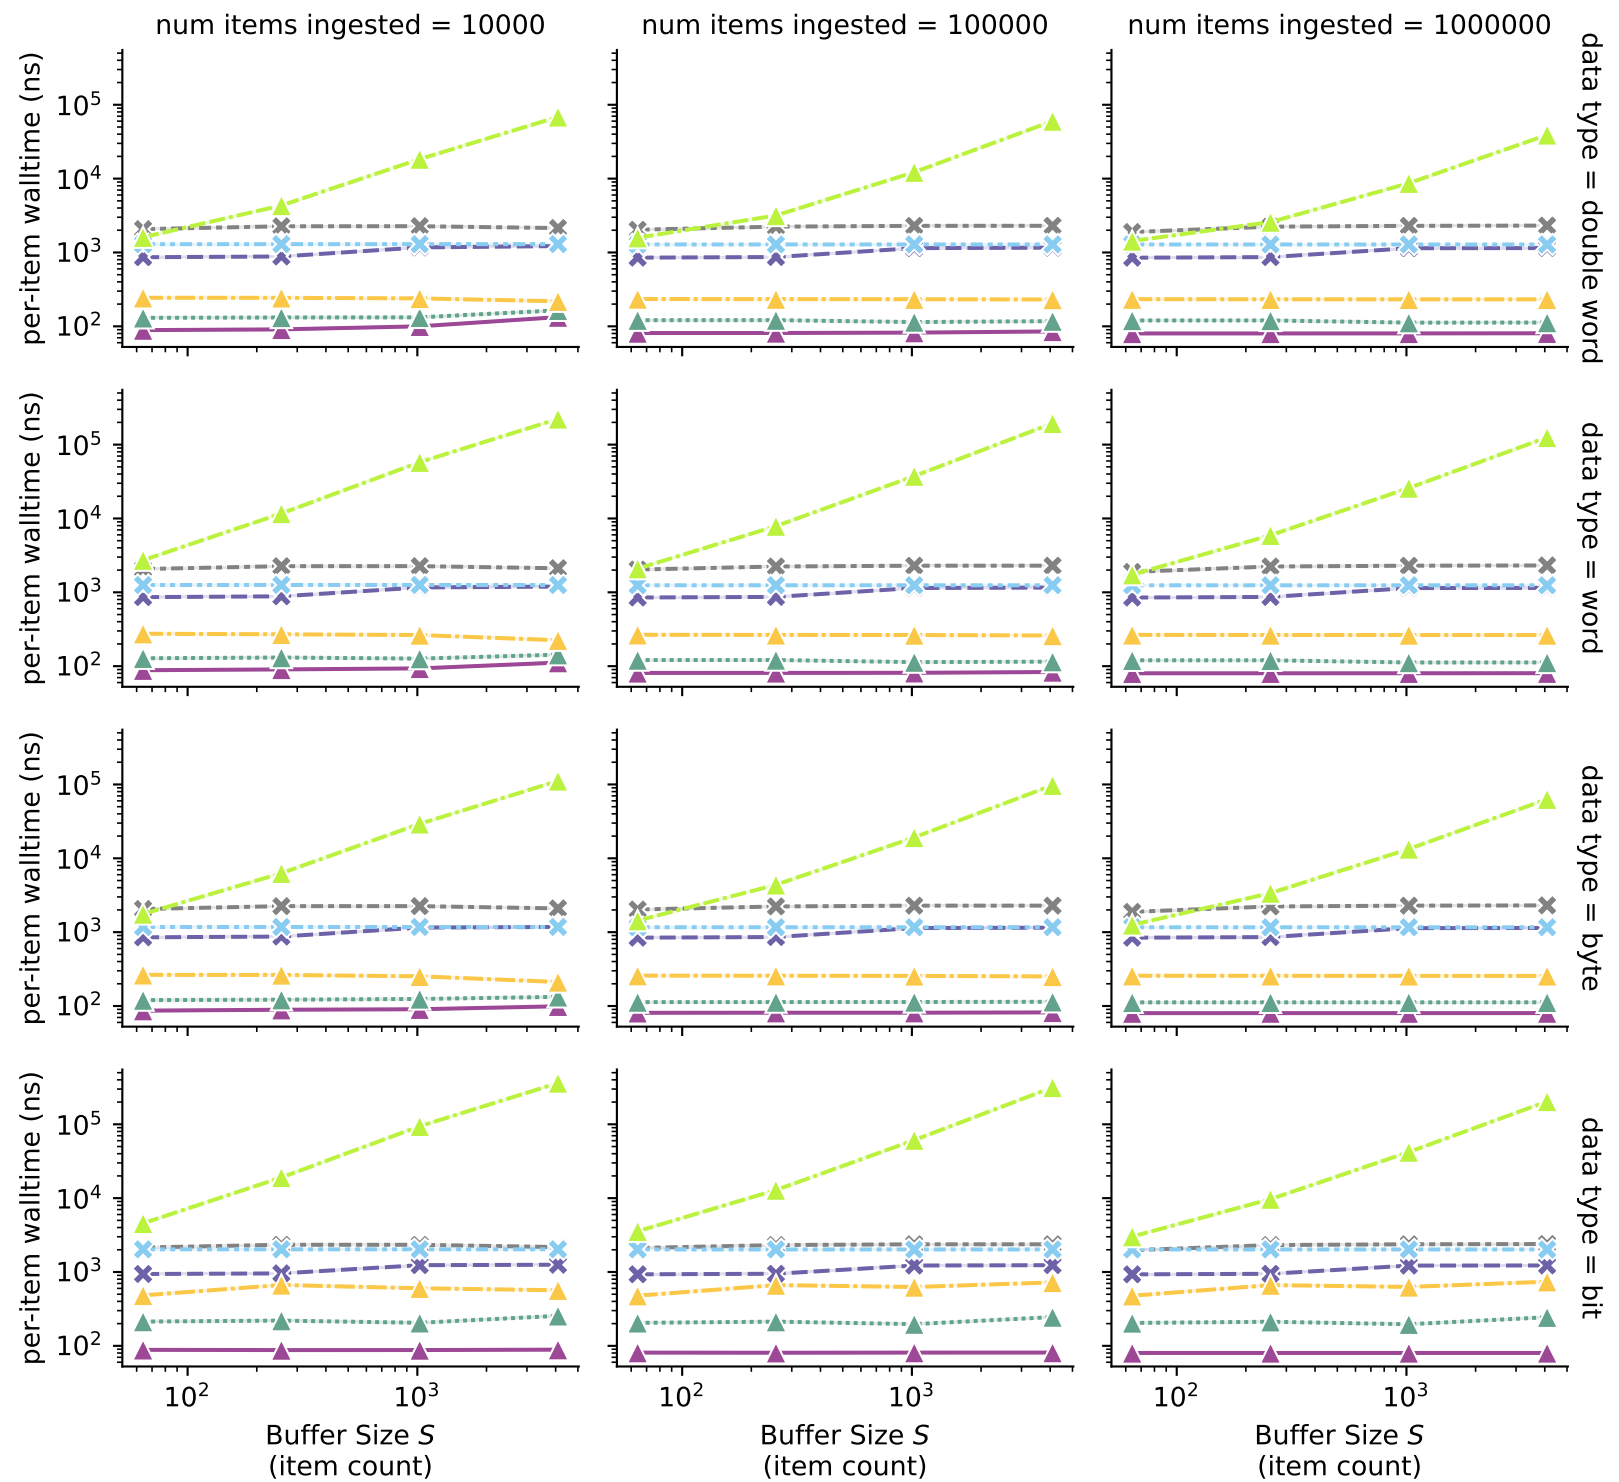 num items ingested = 10000
num items ingested = 100000
num items ingested = 1000000
per-item walltime (ns)
10⁵
10⁴
10³
10²
data type = double word
per-item walltime (ns)
10⁵
10⁴
10³
10²
data type = word
per-item walltime (ns)
10⁵
10⁴
10³
10²
data type = byte
per-item walltime (ns)
10⁵
10⁴
10³
10²
data type = bit
10² 10³
10² 10³
10² 10³
Buffer Size S
(item count)
Buffer Size S
(item count)
Buffer Size S
(item count)